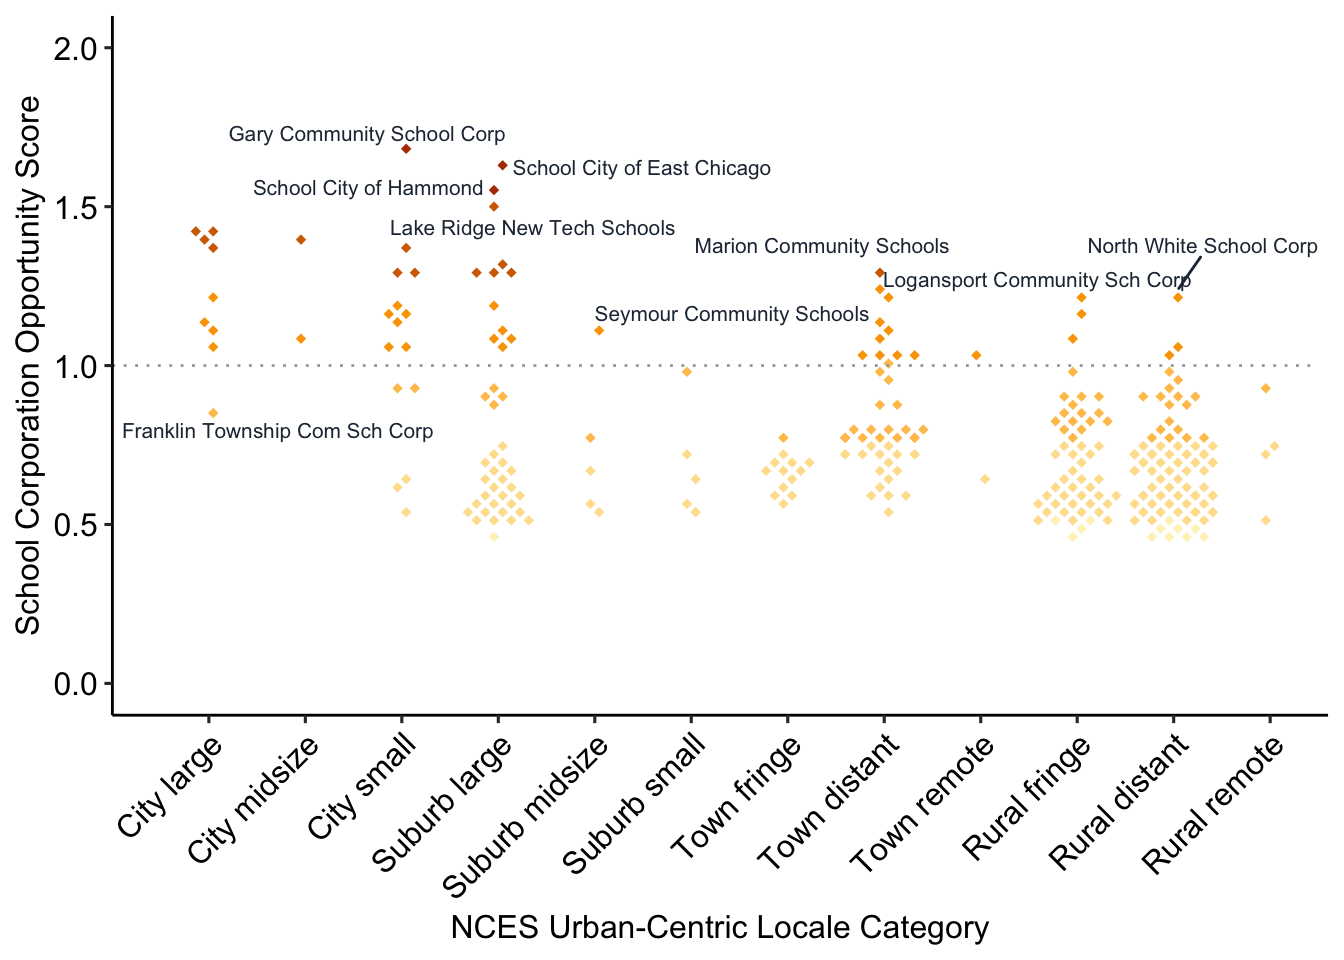 School Corporation Opportunity Score
2.0
1.5
1.0
0.5
0.0
Gary Community School Corp
School City of East Chicago
School City of Hammond
Lake Ridge New Tech Schools
Marion Community Schools
North White School Corp
Logansport Community Sch Corp
Seymour Community Schools
Franklin Township Com Sch Corp
City large
City midsize
City small
Suburb large
Suburb midsize
Suburb small
Town fringe
Town distant
Town remote
Rural fringe
Rural distant
Rural remote
NCES Urban-Centric Locale Category